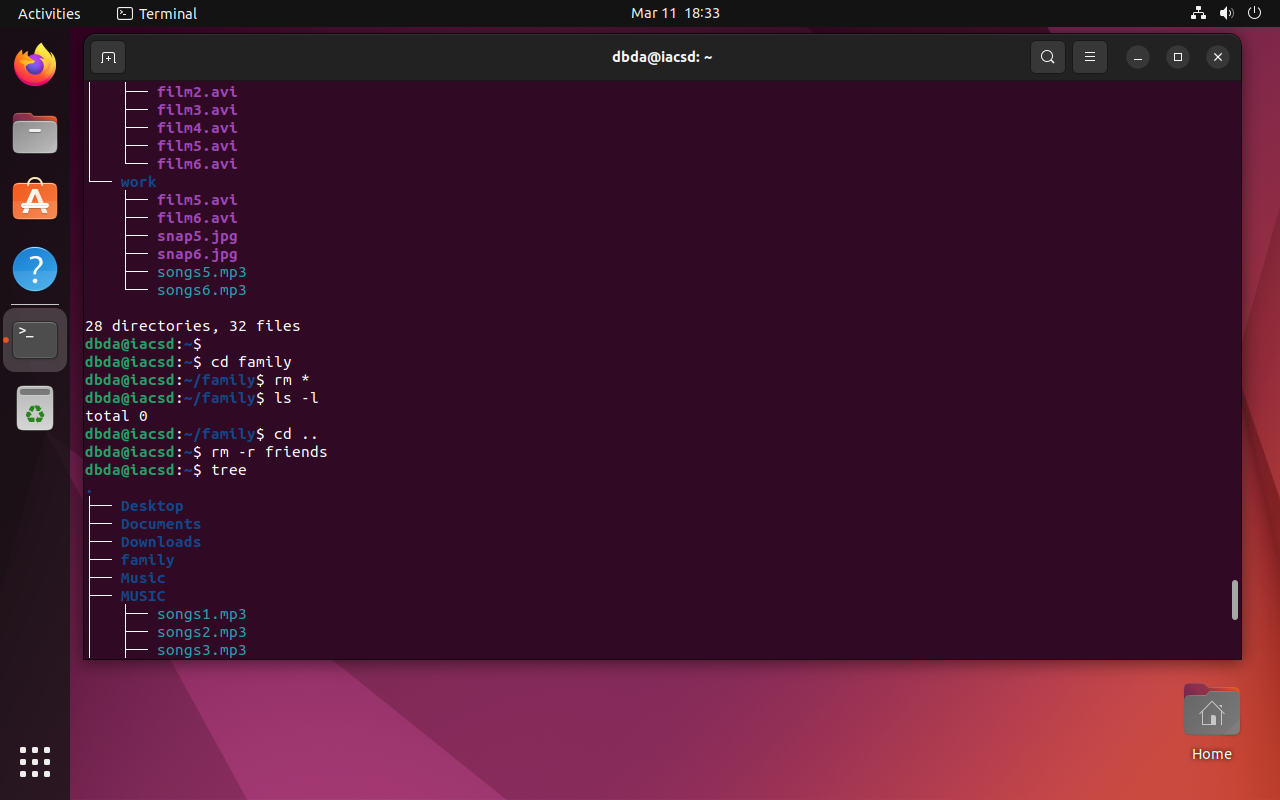 Activities
Terminal
Mar 11 18:33
dbda@iacsd: ~
film2.avi
film3.avi
film4.avi
film5.avi
film6.avi
work
film5.avi
film6.avi
snap5.jpg
snap6.jpg
songs5.mp3
songs6.mp3
28 directories, 32 files
dbda@iacsd:~$
dbda@iacsd:~$ cd family
dbda@iacsd:~/family$ rm *
dbda@iacsd:~/family$ ls -l
total 0
dbda@iacsd:~/family$ cd ..
dbda@iacsd:~$ rm -r friends
dbda@iacsd:~$ tree
.
Desktop
Documents
Downloads
family
Music
MUSIC
songs1.mp3
songs2.mp3
songs3.mp3
Home